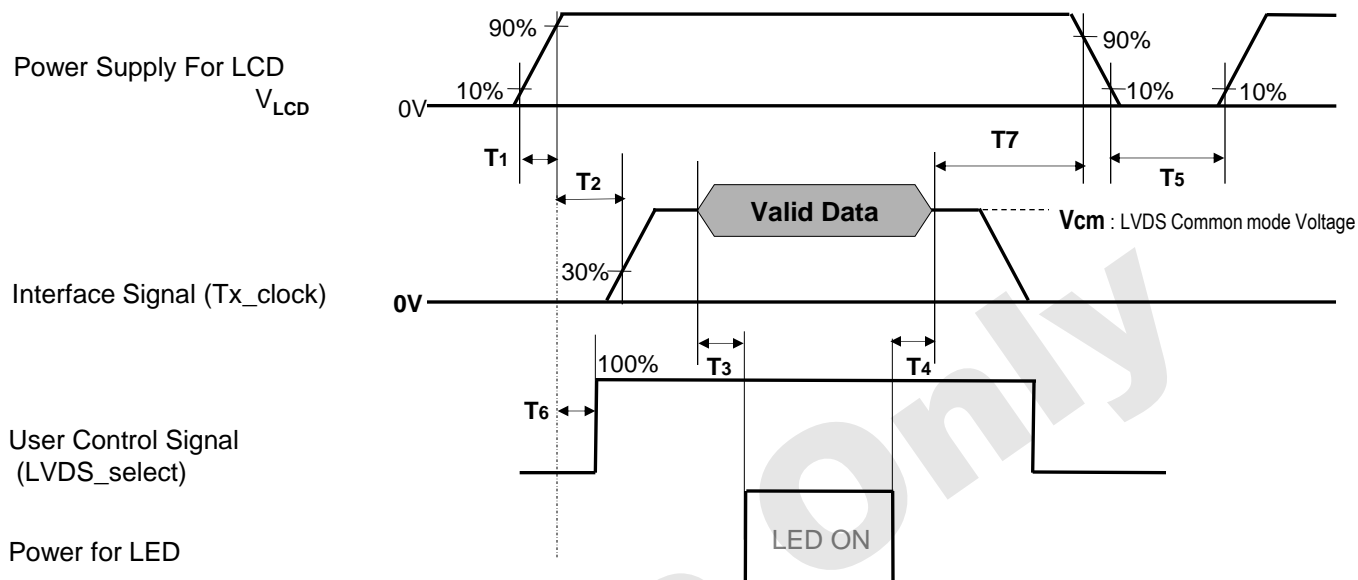 90%
90%
Power Supply For LCD
VLCD
10%
10%
10%
0V
T1
T2
T7
T5
Valid Data
Vcm : LVDS Common mode Voltage
30%
Interface Signal (Tx_clock)
0V
T3
T4
100%
T6
User Control Signal
(LVDS_select)
LED ON
Power for LED
Only